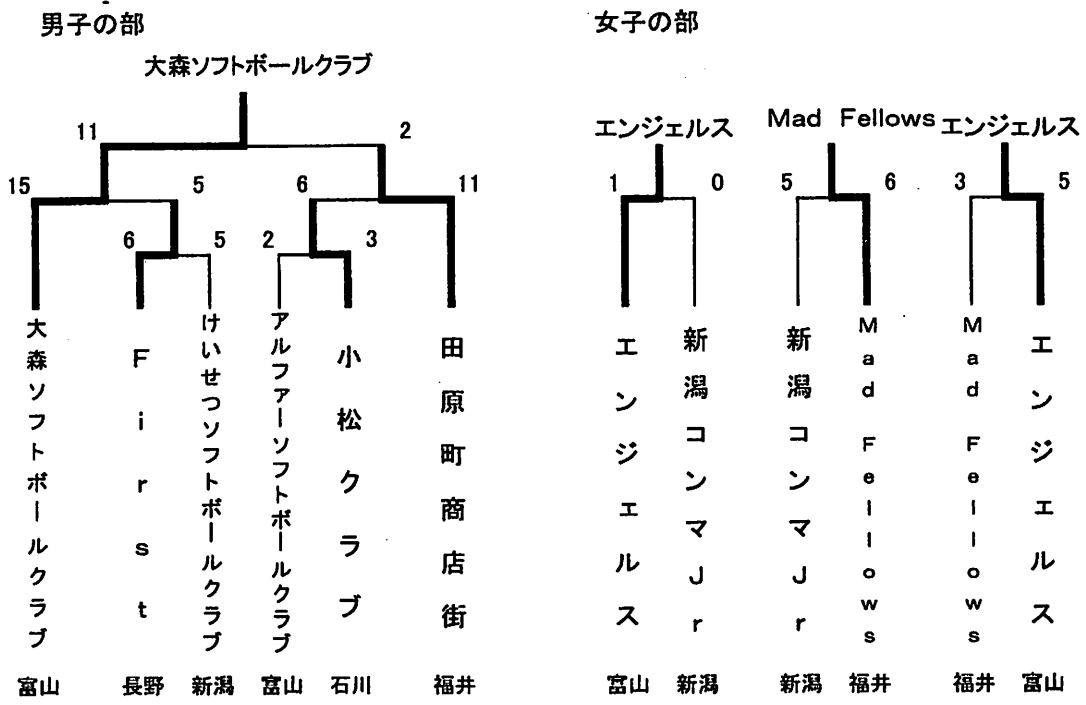 男子の部
大森ソフトボールクラブ
11 2
15 5 6 11
6 5 2 3
大森ソフトボールクラブ
First
けいせつソフトボールクラブ
アルファーソフトボールクラブ
小松クラブ
田原町商店街
富山 長野 新潟 富山 石川 福井
女子の部
エンジェルス Mad Fellows エンジェルス
1 0 5 6 3 5
エンジェルス
新潟コンマJr
新潟コンマJr
Mad Fellows
Mad Fellows
エンジェルス
富山 新潟 新潟 福井 福井 富山